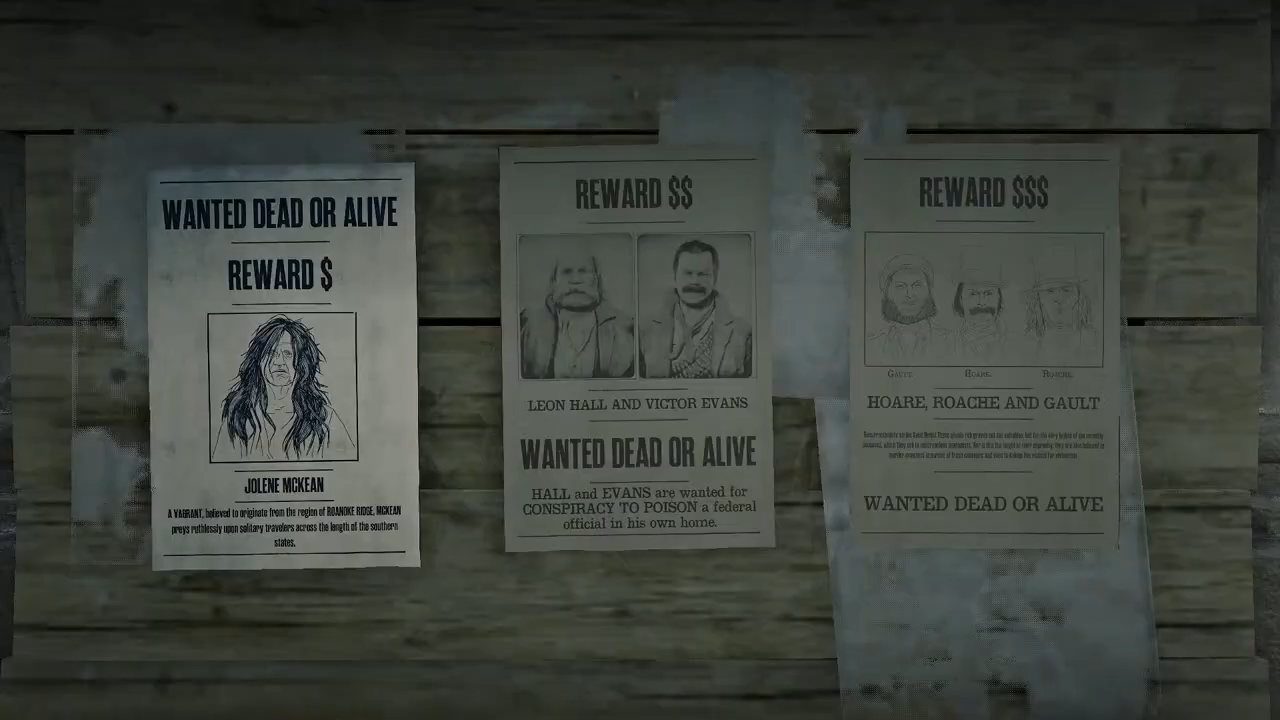 WANTED DEAD OR ALIVE
REWARD $
JOLENE MCKEAN
A VAGRANT, believed to originate from the region of ROANOKE RIDGE, MCKEAN
preys ruthlessly upon solitary travelers across the length of the southern
states.
REWARD $$
LEON HALL AND VICTOR EVANS
WANTED DEAD OR ALIVE
HALL and EVANS are wanted for
CONSPIRACY TO POISON a federal
official in his own home.
REWARD $$$
GAULT. HOARE. ROACHE.
HOARE, ROACHE AND GAULT
WANTED DEAD OR ALIVE